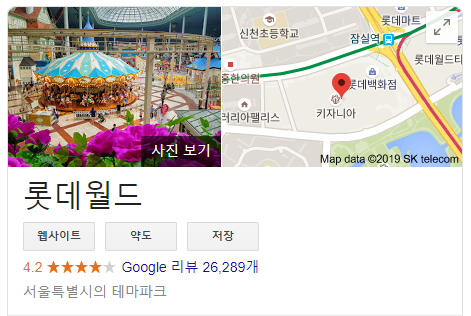 신천초등학교
롯데마트
잠실역
롯데월드타
흥한의원
롯데백화점
러리아팰리스
키자니아
사진 보기
Map data ©2019 SK telecom
롯데월드
웹사이트
약도
저장
4.2 ★★★★★ Google 리뷰 26,289개
서울특별시의 테마파크